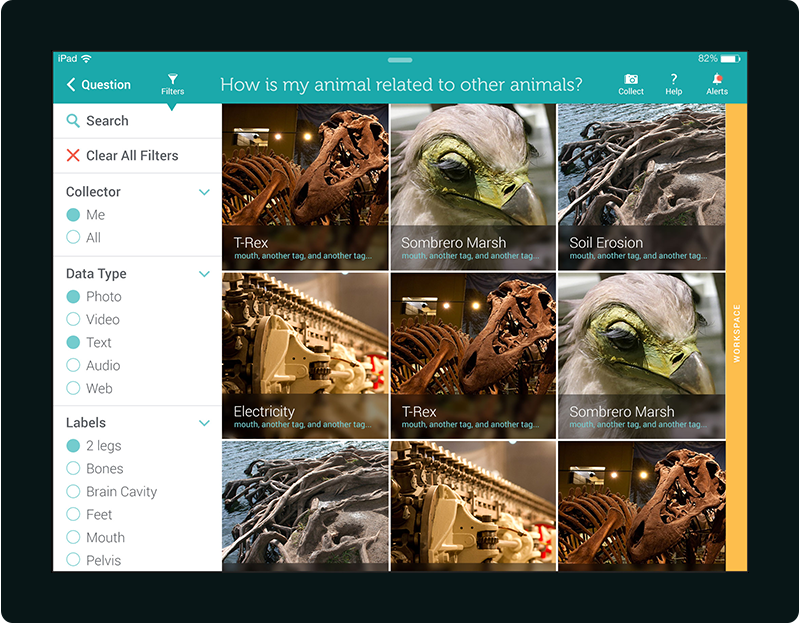 iPad
82%
Question
Filters
How is my animal related to other animals?
Collect
?
Help
Alerts
Search
Clear All Filters
Collector
Me
All
Data Type
Photo
Video
Text
Audio
Web
Labels
2 legs
Bones
Brain Cavity
Feet
Mouth
Pelvis
T-Rex
mouth, another tag, and another tag...
Sombrero Marsh
mouth, another tag, and another tag...
Soil Erosion
mouth, another tag, and another tag...
Electricity
mouth, another tag, and another tag...
T-Rex
mouth, another tag, and another tag...
Sombrero Marsh
mouth, another tag, and another tag...
WORKSPACE